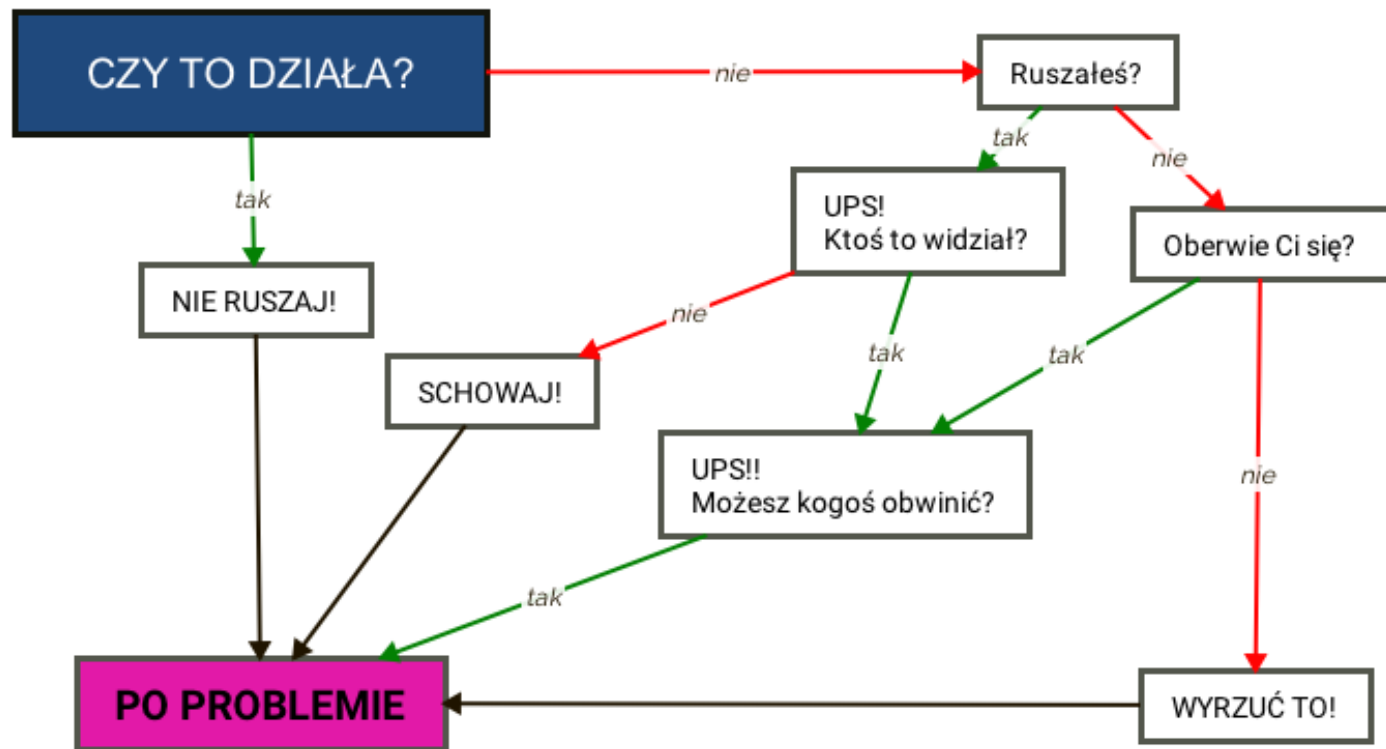 CZY TO DZIAŁA?
nie
Ruszałeś?
tak
nie
tak
UPS!
Ktoś to widział?
Oberwie Ci się?
NIE RUSZAJ!
nie
tak
tak
SCHOWAJ!
UPS!!
Możesz kogoś obwinić?
nie
tak
PO PROBLEMIE
WYRZUĆ TO!